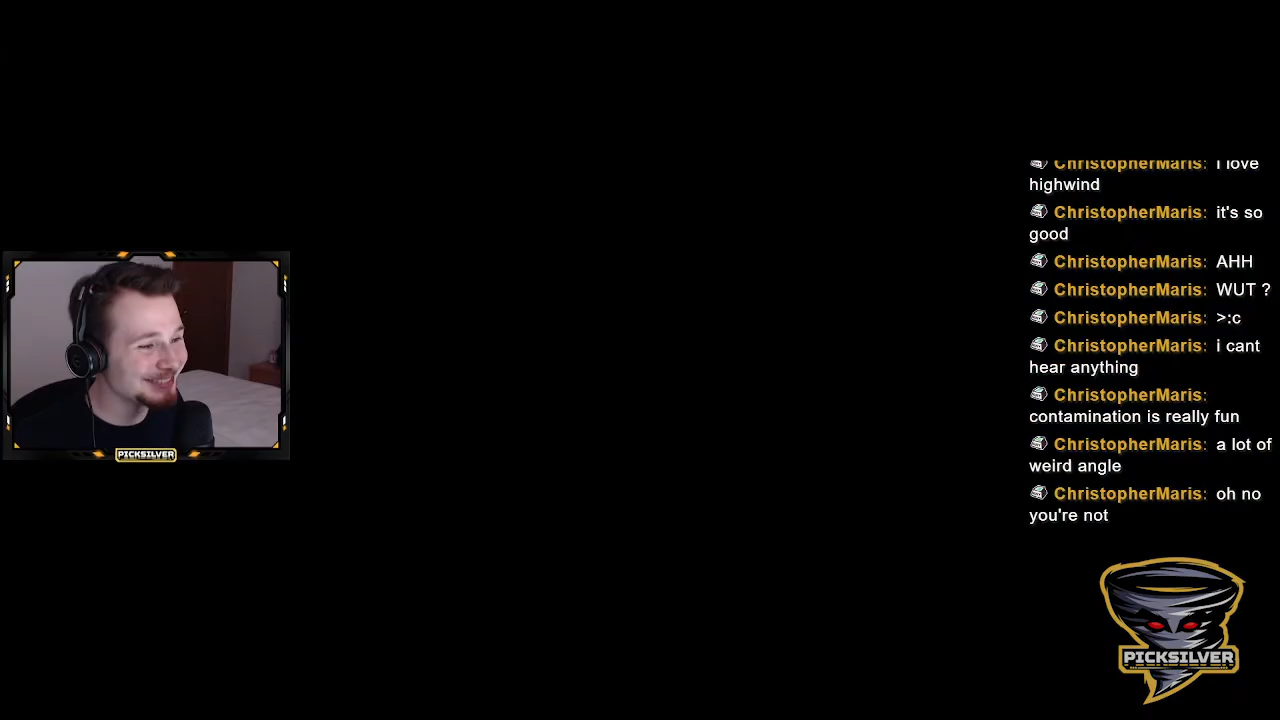 ChristopherMaris: I love
highwind
ChristopherMaris: it's so
good
ChristopherMaris: AHH
ChristopherMaris: WUT ?
ChristopherMaris: >:c
ChristopherMaris: i cant
hear anything
ChristopherMaris:
contamination is really fun
ChristopherMaris: a lot of
weird angle
ChristopherMaris: oh no
you're not
PICKSILVER
PICKSILVER